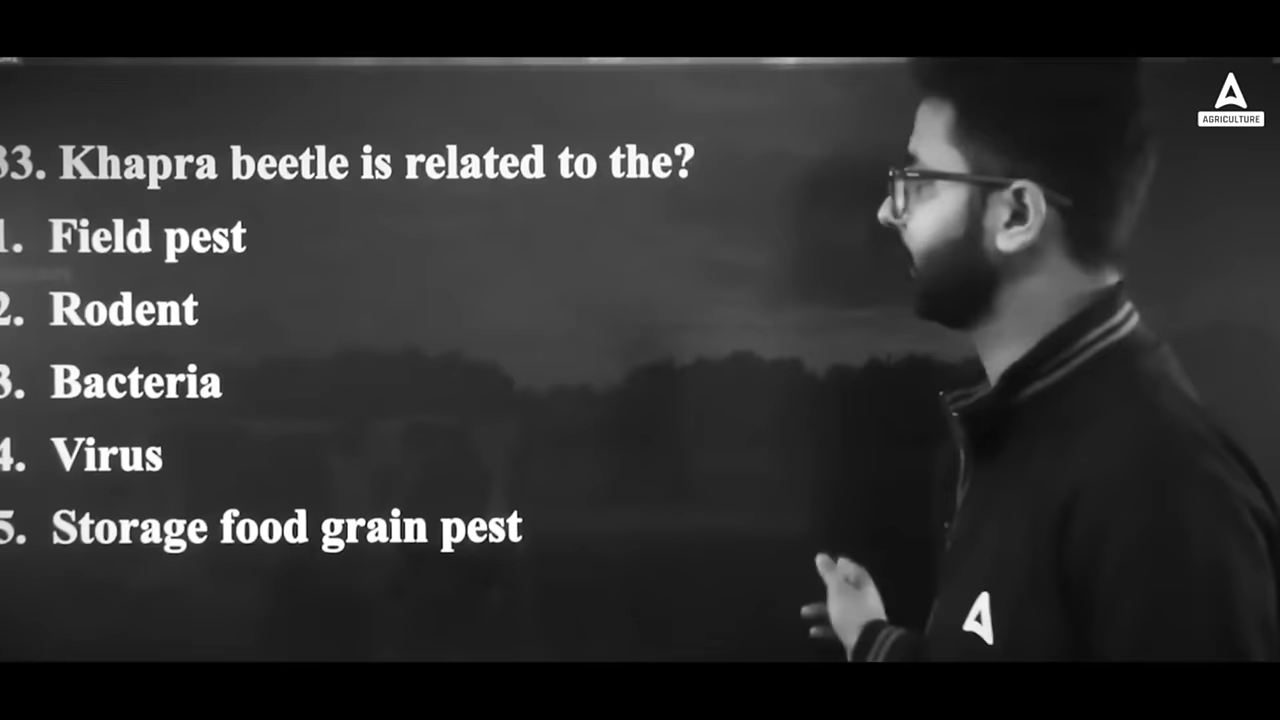 AGRICULTURE
33. Khapra beetle is related to the?
1. Field pest
2. Rodent
3. Bacteria
4. Virus
5. Storage food grain pest